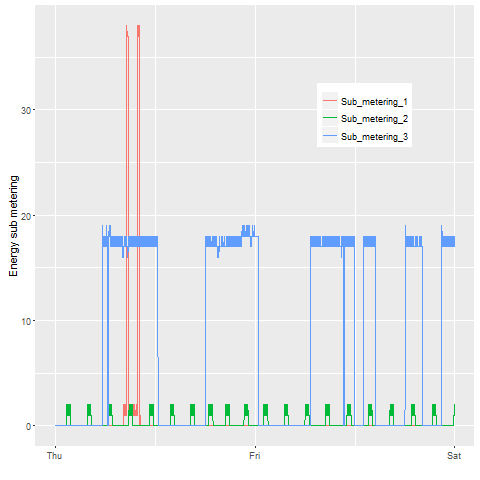 Energy sub metering
30
20
10
0
Sub_metering_1
Sub_metering_2
Sub_metering_3
Thu
Fri
Sat